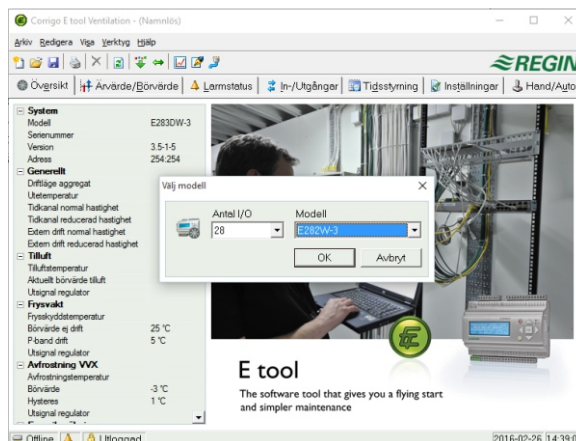 Corrigo E tool Ventilation - (Namnlös)
Arkiv Redigera Visa Verktyg Hjälp
REGIN
Översikt Ärvärde/Börvärde Larmstatus In-/Utgångar Tidsstyrning Inställningar Hand/Auto
System
Modell E283DW-3
Serienummer
Version 3.5-1-5
Adress 254:254
Generellt
Driftläge aggregat
Utetemperatur
Tidkanal normal hastighet
Tidkanal reducerad hastighet
Extern drift normal hastighet
Extern drift reducerad hastighet
Tilluft
Tilluftstemperatur
Aktuellt börvärde tilluft
Utsignal regulator
Frysvakt
Frysskyddstemperatur
Börvärde ej drift 25 °C
P-band drift 5 °C
Utsignal regulator
Avfrostning VVX
Avfrostningstemperatur
Börvärde -3 °C
Hysteres 1 °C
Utsignal regulator
Välj modell
Antal I/O Modell
28 E282W-3
OK Avbryt
E tool
The software tool that gives you a flying start
and simpler maintenance
Offline Utloggad 2016-02-26 14:39:0